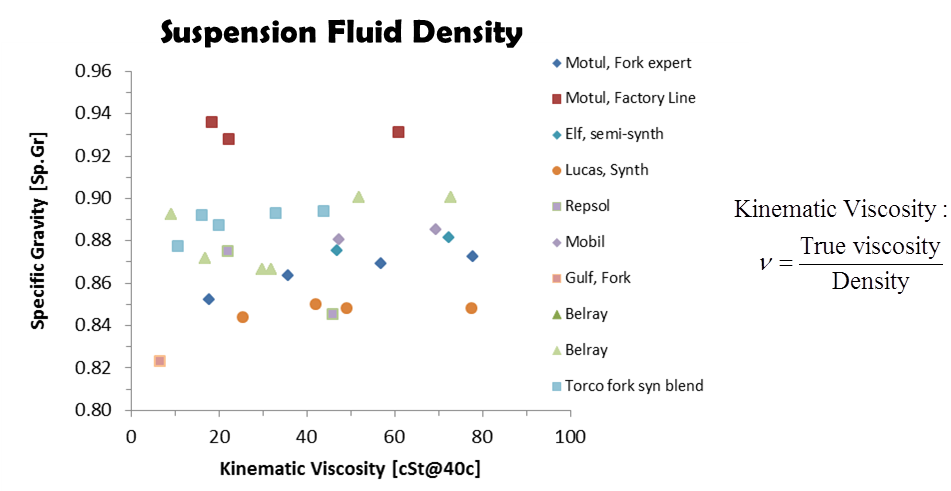 Suspension Fluid Density
Specific Gravity [Sp.Gr]
0.96
0.94
0.92
0.90
0.88
0.86
0.84
0.82
0.80
0 20 40 60 80 100
Kinematic Viscosity [cSt@40c]
Motul, Fork expert
Motul, Factory Line
Elf, semi-synth
Lucas, Synth
Repsol
Mobil
Gulf, Fork
Belray
Belray
Torco fork syn blend
Kinematic Viscosity :
ν = True viscosity
Density